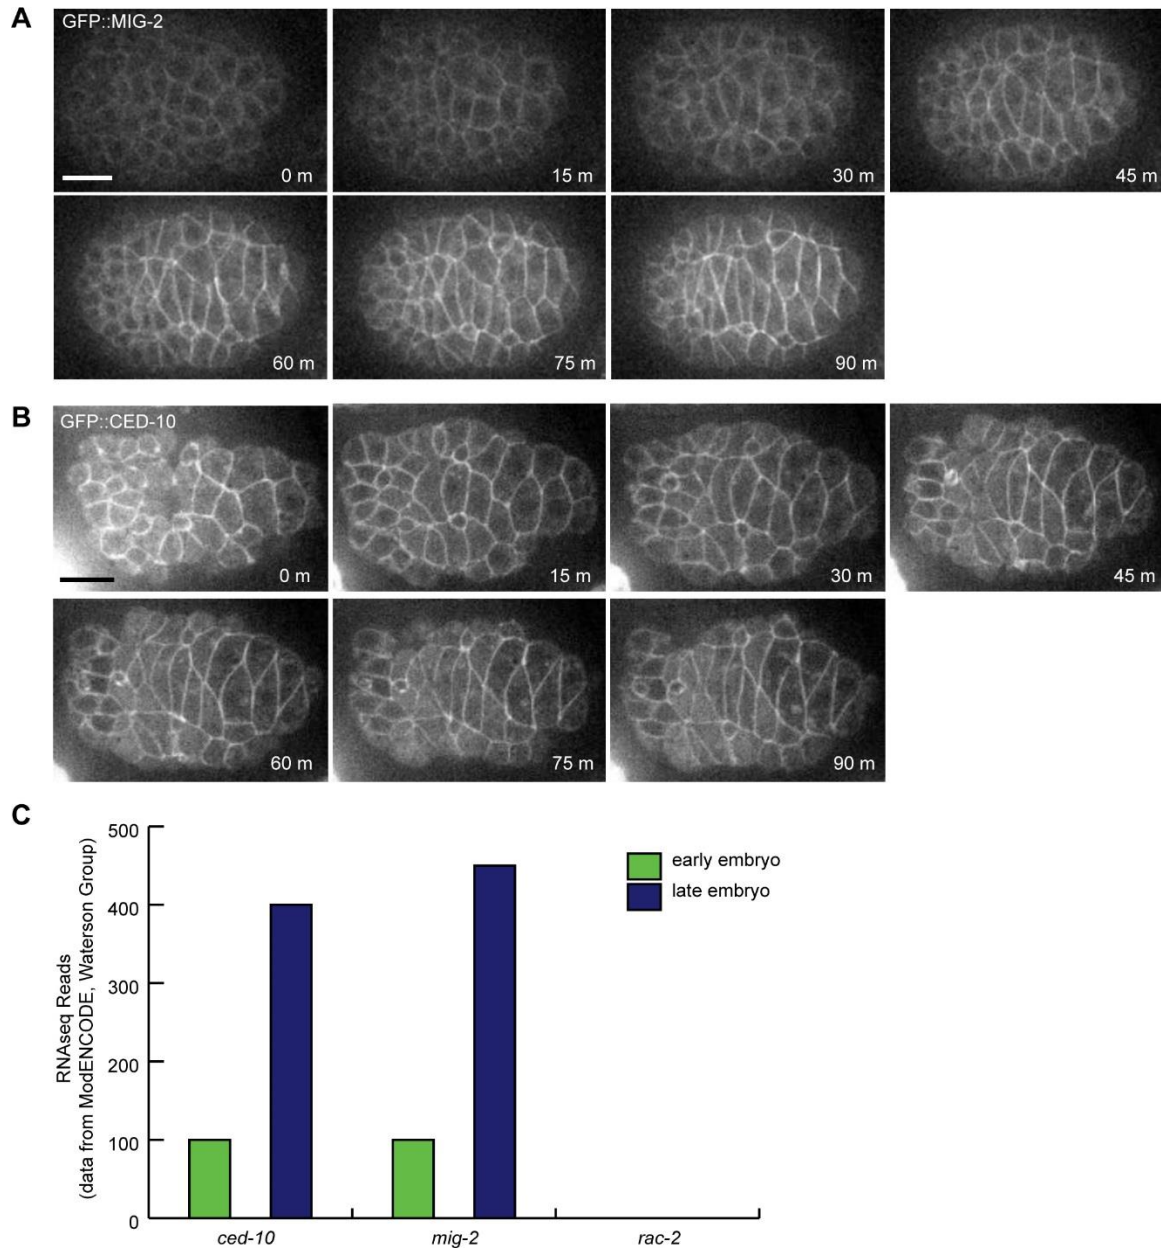 A
GFP::MIG-2
0 m
15 m
30 m
45 m
60 m
75 m
90 m
B
GFP::CED-10
0 m
15 m
30 m
45 m
60 m
75 m
90 m
C
RNAseq Reads
(data from ModENCODE, Waterson Group)
500
400
300
200
100
0
early embryo
late embryo
ced-10
mig-2
rac-2